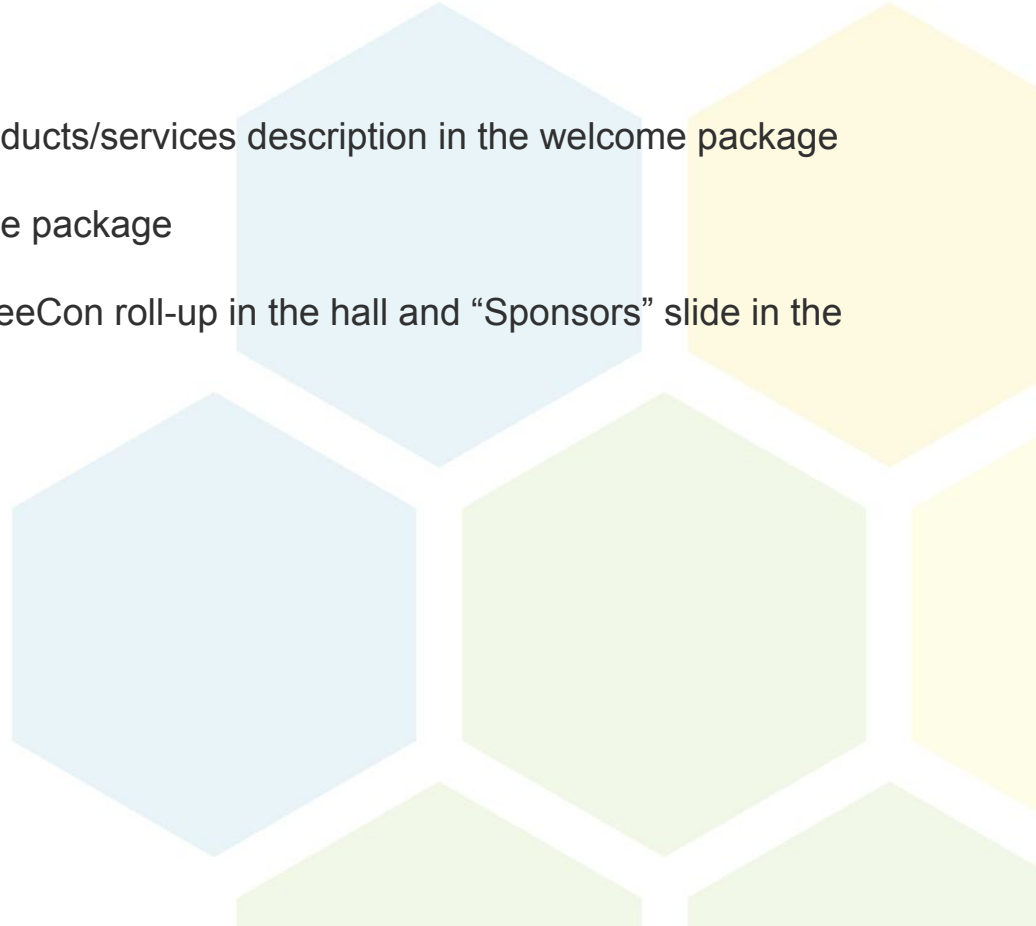 ducts/services description in the welcome package
e package
eeCon roll-up in the hall and “Sponsors” slide in the